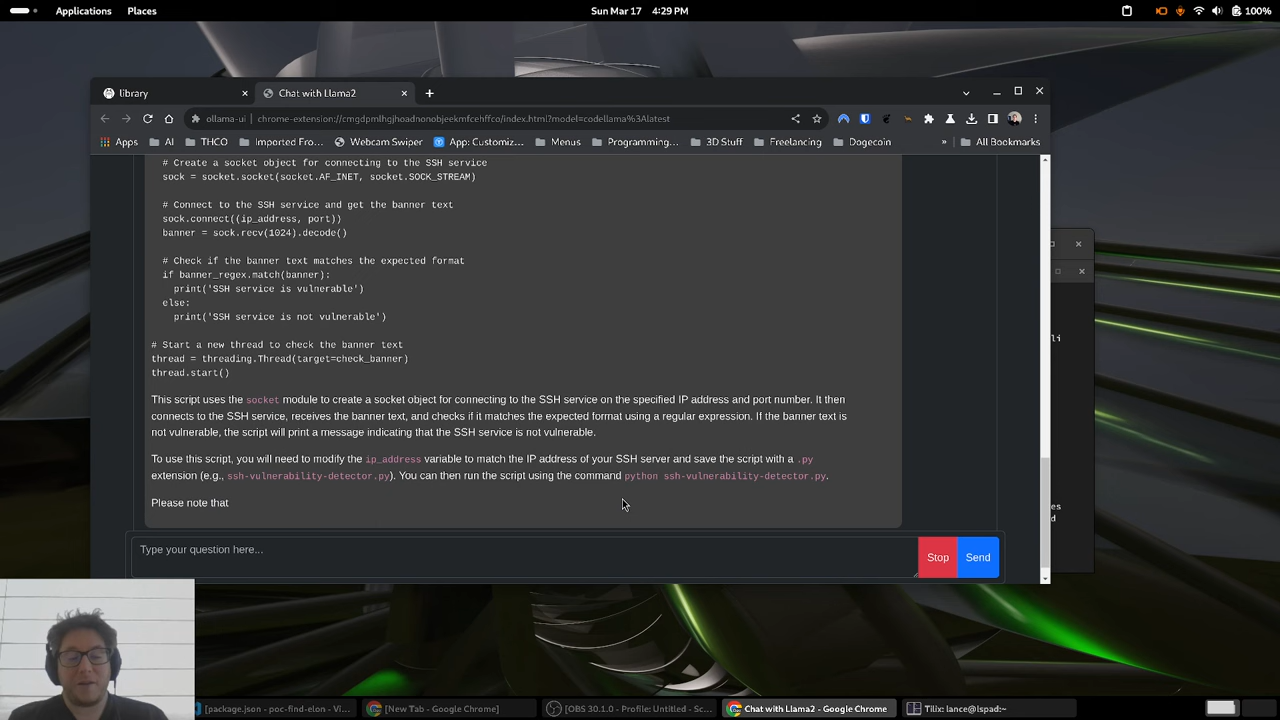 Applications Places Sun Mar 17 4:29 PM 100%
library Chat with Llama2
ollama-ui chrome-extension://cmgdpmlhgjhoadnonobjeekmfcehffco/index.html?model=codellama%3Alatest
Apps AI THCO Imported Fro... Webcam Swiper App: Customiz... Menus Programming... 3D Stuff Freelancing Dogecoin » All Bookmarks
# Create a socket object for connecting to the SSH service
sock = socket.socket(socket.AF_INET, socket.SOCK_STREAM)
# Connect to the SSH service and get the banner text
sock.connect((ip_address, port))
banner = sock.recv(1024).decode()
# Check if the banner text matches the expected format
if banner_regex.match(banner):
print('SSH service is vulnerable')
else:
print('SSH service is not vulnerable')
# Start a new thread to check the banner text
thread = threading.Thread(target=check_banner)
thread.start()
This script uses the socket module to create a socket object for connecting to the SSH service on the specified IP address and port number. It then
connects to the SSH service, receives the banner text, and checks if it matches the expected format using a regular expression. If the banner text is
not vulnerable, the script will print a message indicating that the SSH service is not vulnerable.
To use this script, you will need to modify the ip_address variable to match the IP address of your SSH server and save the script with a .py
extension (e.g., ssh-vulnerability-detector.py). You can then run the script using the command python ssh-vulnerability-detector.py.
Please note that
Type your question here...
Stop Send
li
es
d
[package.json - poc-find-elon - Vi... [New Tab - Google Chrome] [OBS 30.1.0 - Profile: Untitled - Sc... Chat with Llama2 - Google Chrome Tilix: lance@lspad:~